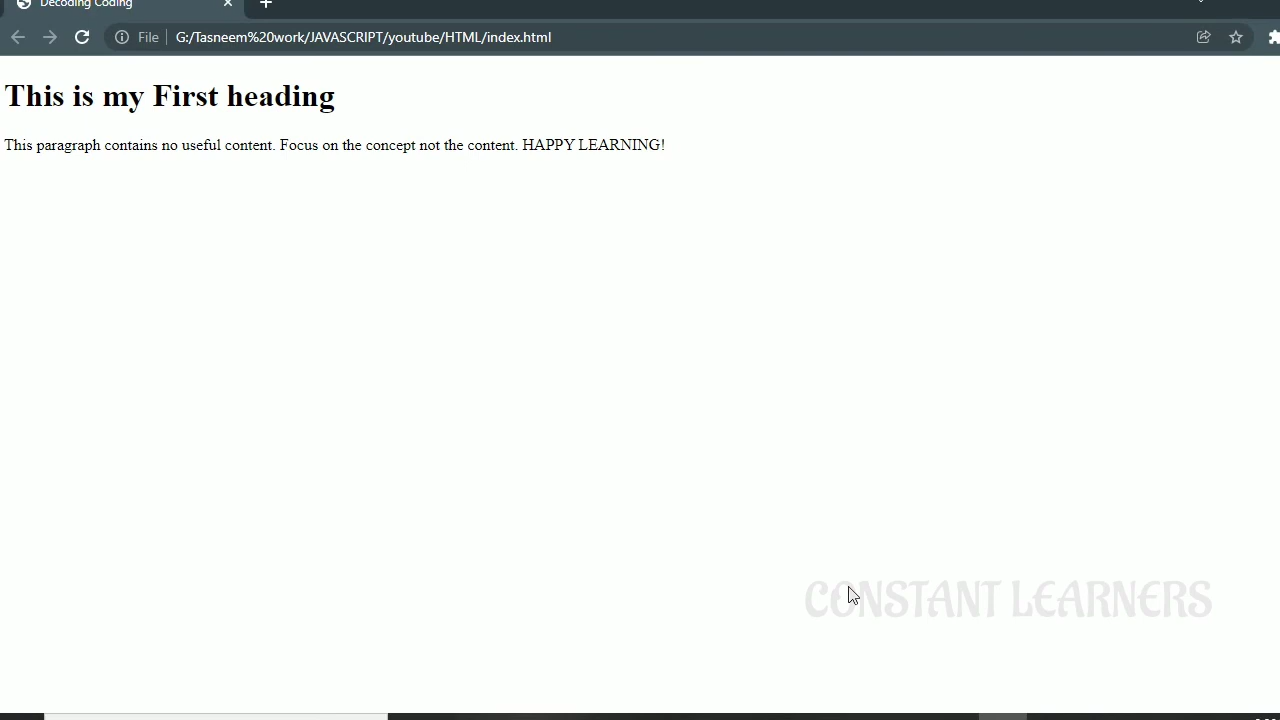 Decoding Coding
File G:/Tasneem%20work/JAVASCRIPT/youtube/HTML/index.html
This is my First heading
This paragraph contains no useful content. Focus on the concept not the content. HAPPY LEARNING!
CONSTANT LEARNERS